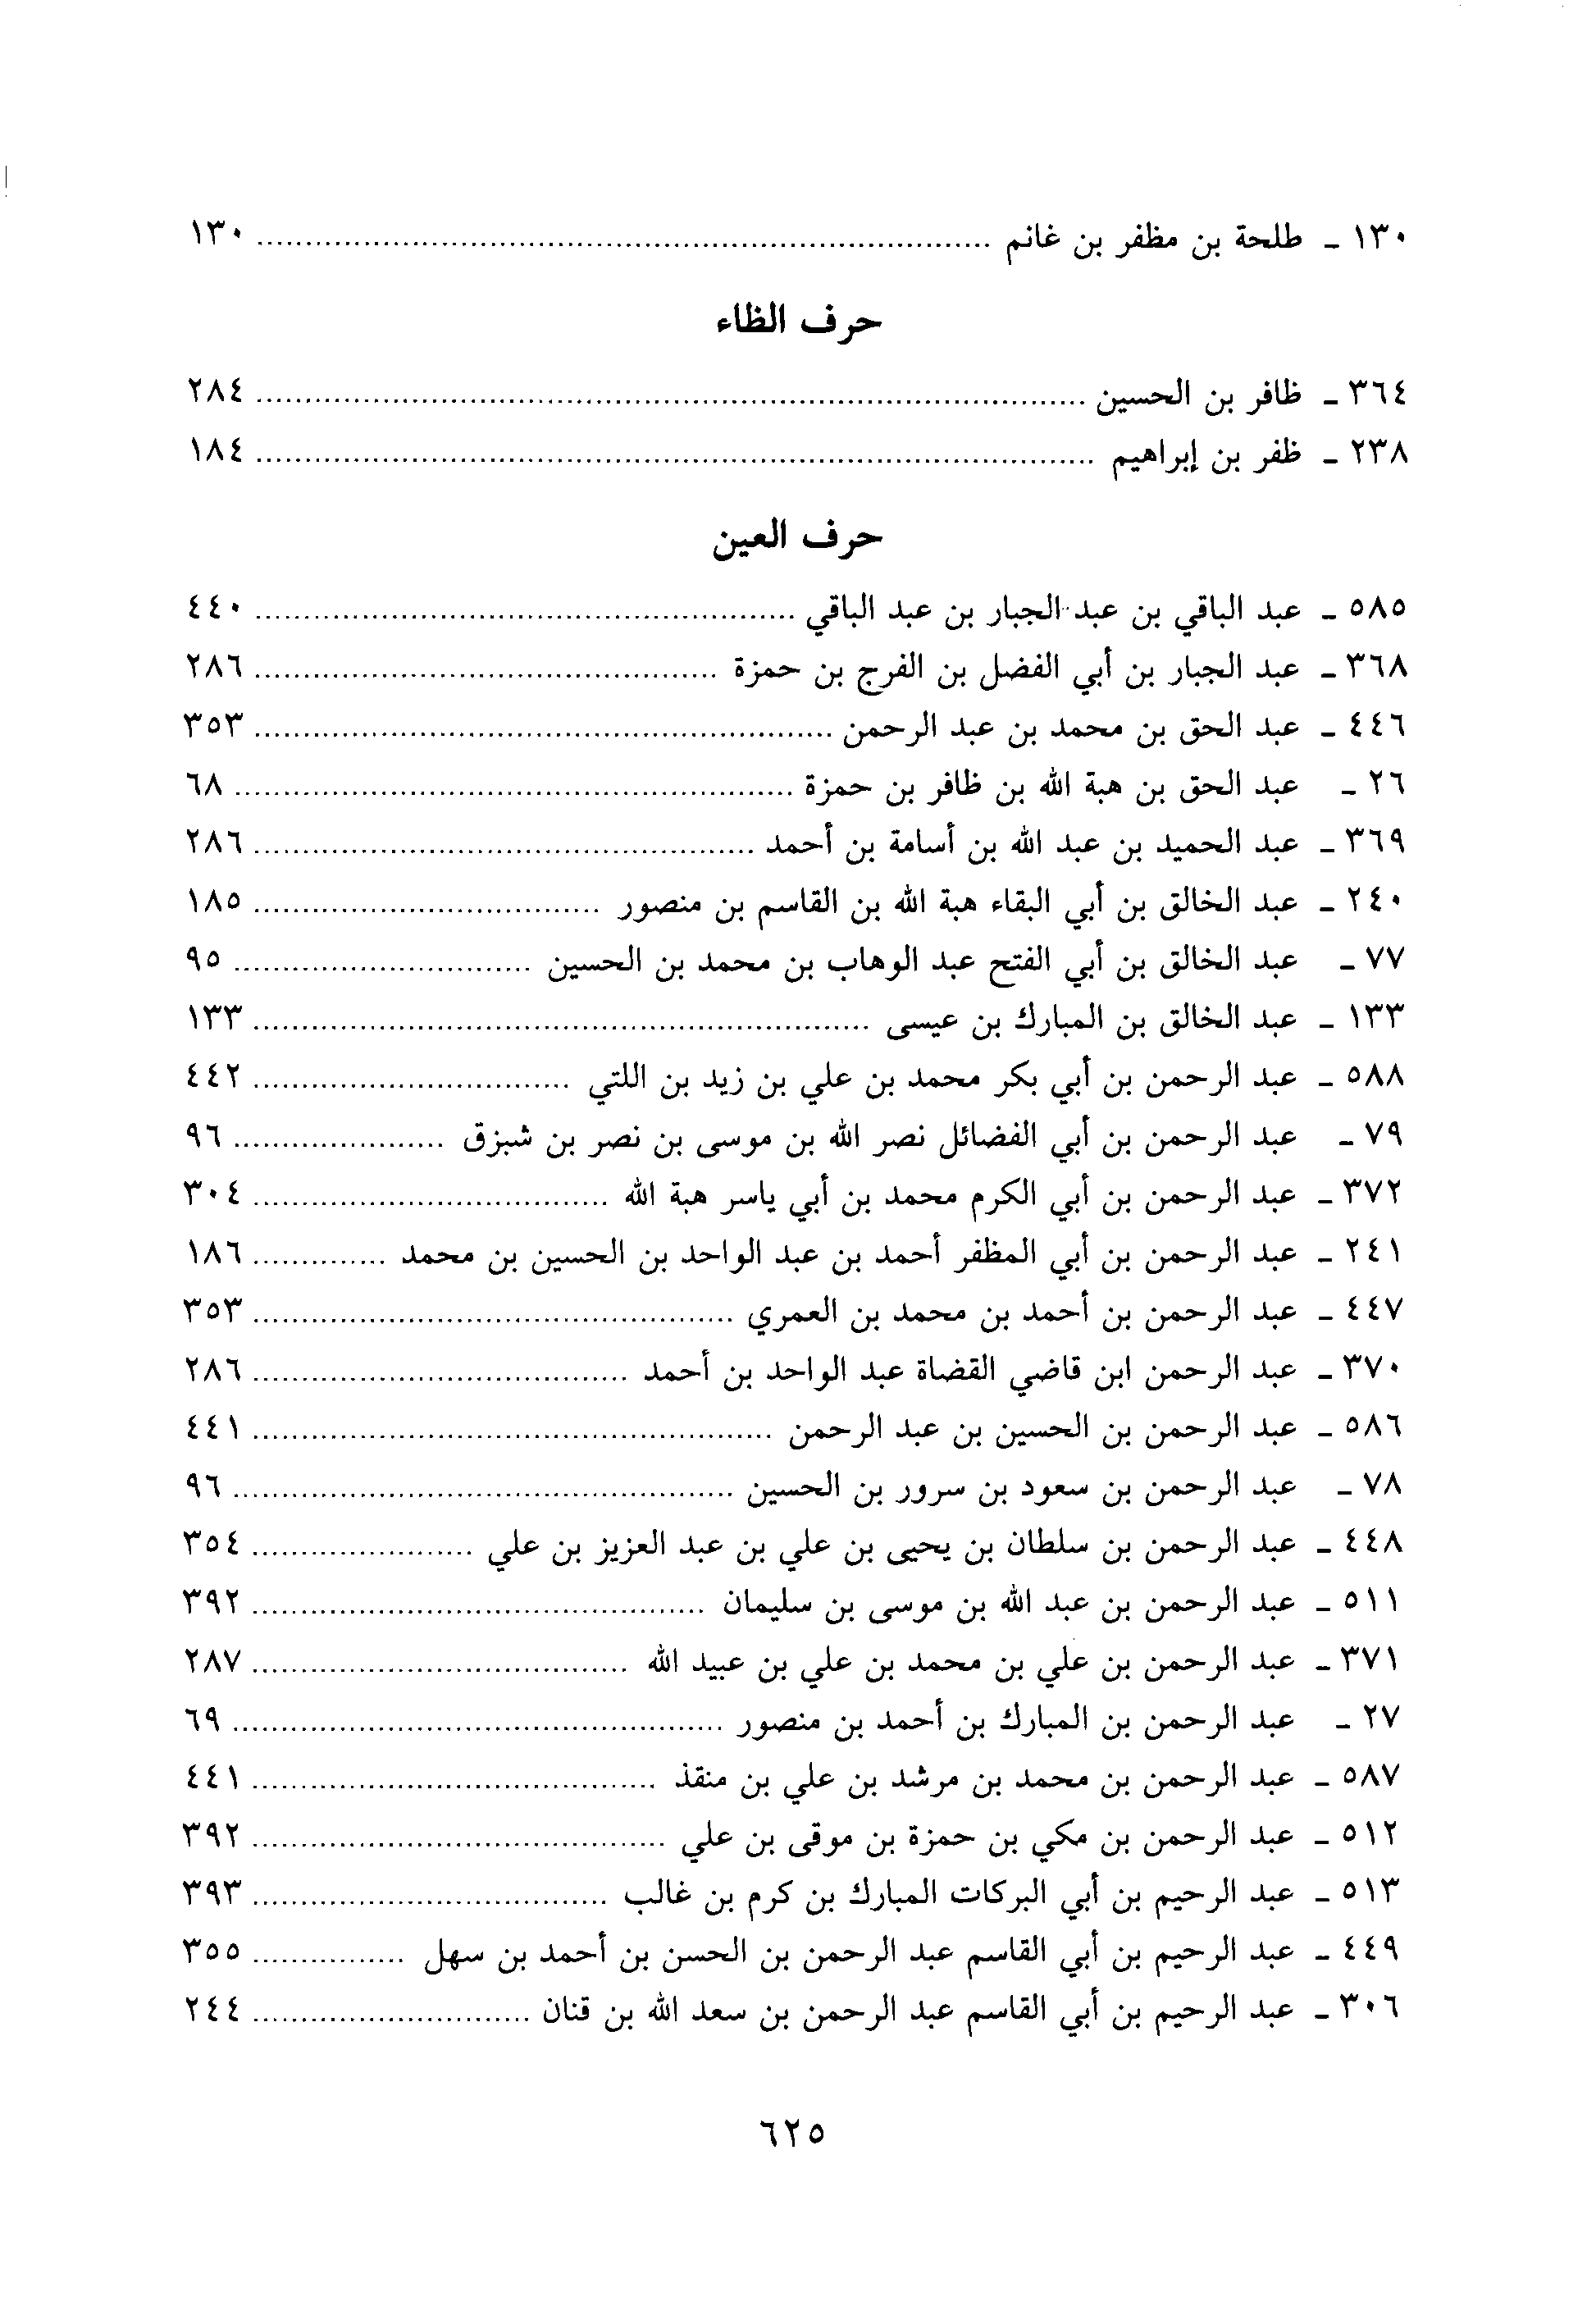 ١٣٠ ـ طلحة بن مظفر بن غانم ........ ١٣٠
حرف الظاء
٣٦٤ ـ ظافر بن الحسين ........ ٢٨٤
٢٣٨ ـ ظفر بن إبراهيم ........ ١٨٤
حرف العين
٥٨٥ ـ عبد الباقي بن عبد الجبار بن عبد الباقي ........ ٤٤٠
٣٦٨ ـ عبد الجبار بن أبي الفضل بن الفرج بن حمزة ........ ٢٨٦
٤٤٦ ـ عبد الحق بن محمد بن عبد الرحمن ........ ٣٥٣
٢٦ ـ عبد الحق بن هبة الله بن ظافر بن حمزة ........ ٦٨
٣٦٩ ـ عبد الحميد بن عبد الله بن أسامة بن أحمد ........ ٢٨٦
٢٤٠ ـ عبد الخالق بن أبي البقاء هبة الله بن القاسم بن منصور ........ ١٨٥
٧٧ ـ عبد الخالق بن أبي الفتح عبد الوهاب بن محمد بن الحسين ........ ٩٥
١٣٣ ـ عبد الخالق بن المبارك بن عيسى ........ ١٣٣
٥٨٨ ـ عبد الرحمن بن أبي بكر محمد بن علي بن زيد بن اللتي ........ ٤٤٢
٧٩ ـ عبد الرحمن بن أبي الفضائل نصر الله بن موسى بن نصر بن شبزق ........ ٩٦
٣٧٢ ـ عبد الرحمن بن أبي الكرم محمد بن أبي ياسر هبة الله ........ ٣٠٤
٢٤١ ـ عبد الرحمن بن أبي المظفر أحمد بن عبد الواحد بن الحسين بن محمد ........ ١٨٦
٤٤٧ ـ عبد الرحمن بن أحمد بن محمد بن العمري ........ ٣٥٣
٣٧٠ ـ عبد الرحمن ابن قاضي القضاة عبد الواحد بن أحمد ........ ٢٨٦
٥٨٦ ـ عبد الرحمن بن الحسين بن عبد الرحمن ........ ٤٤١
٧٨ ـ عبد الرحمن بن سعود بن سرور بن الحسين ........ ٩٦
٤٤٨ ـ عبد الرحمن بن سلطان بن يحيى بن علي بن عبد العزيز بن علي ........ ٣٥٤
٥١١ ـ عبد الرحمن بن عبد الله بن موسى بن سليمان ........ ٣٩٢
٣٧١ ـ عبد الرحمن بن علي بن محمد بن علي بن عبيد الله ........ ٢٨٧
٢٧ ـ عبد الرحمن بن المبارك بن أحمد بن منصور ........ ٦٩
٥٨٧ ـ عبد الرحمن بن محمد بن مرشد بن علي بن منقذ ........ ٤٤١
٥١٢ ـ عبد الرحمن بن مكي بن حمزة بن موقى بن علي ........ ٣٩٢
٥١٣ ـ عبد الرحيم بن أبي البركات المبارك بن كرم بن غالب ........ ٣٩٣
٤٤٩ ـ عبد الرحيم بن أبي القاسم عبد الرحمن بن الحسن بن أحمد بن سهل ........ ٣٥٥
٣٠٦ ـ عبد الرحيم بن أبي القاسم عبد الرحمن بن سعد الله بن قنان ........ ٢٤٤
٦٢٥